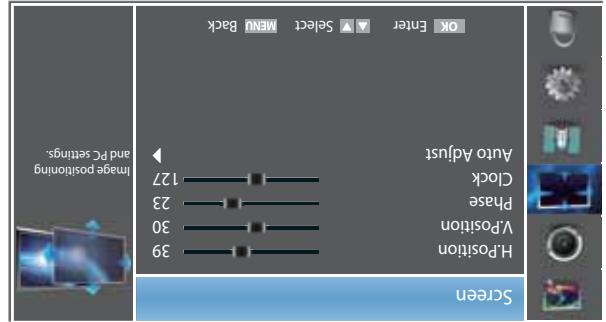 Screen
H.Position 39
V.Position 30
Phase 23
Clock 127
Auto Adjust
Image positioning
and PC settings.
OK Enter ▲ ▼ Select MENU Back